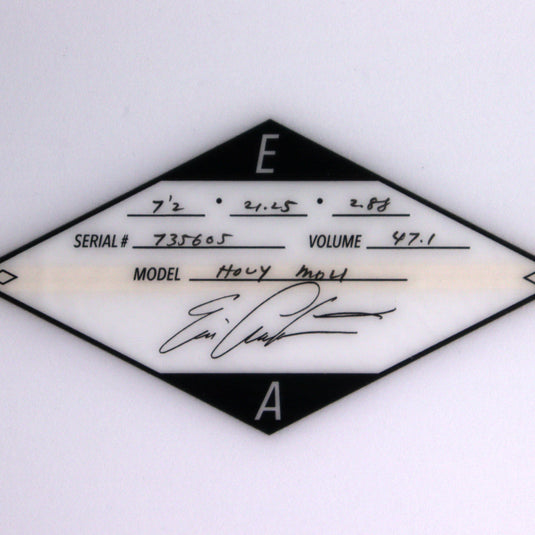 E
7'2 • 21.25 • 2.88
SERIAL # 735605 VOLUME 47.1
MODEL HOLY MOLI
A